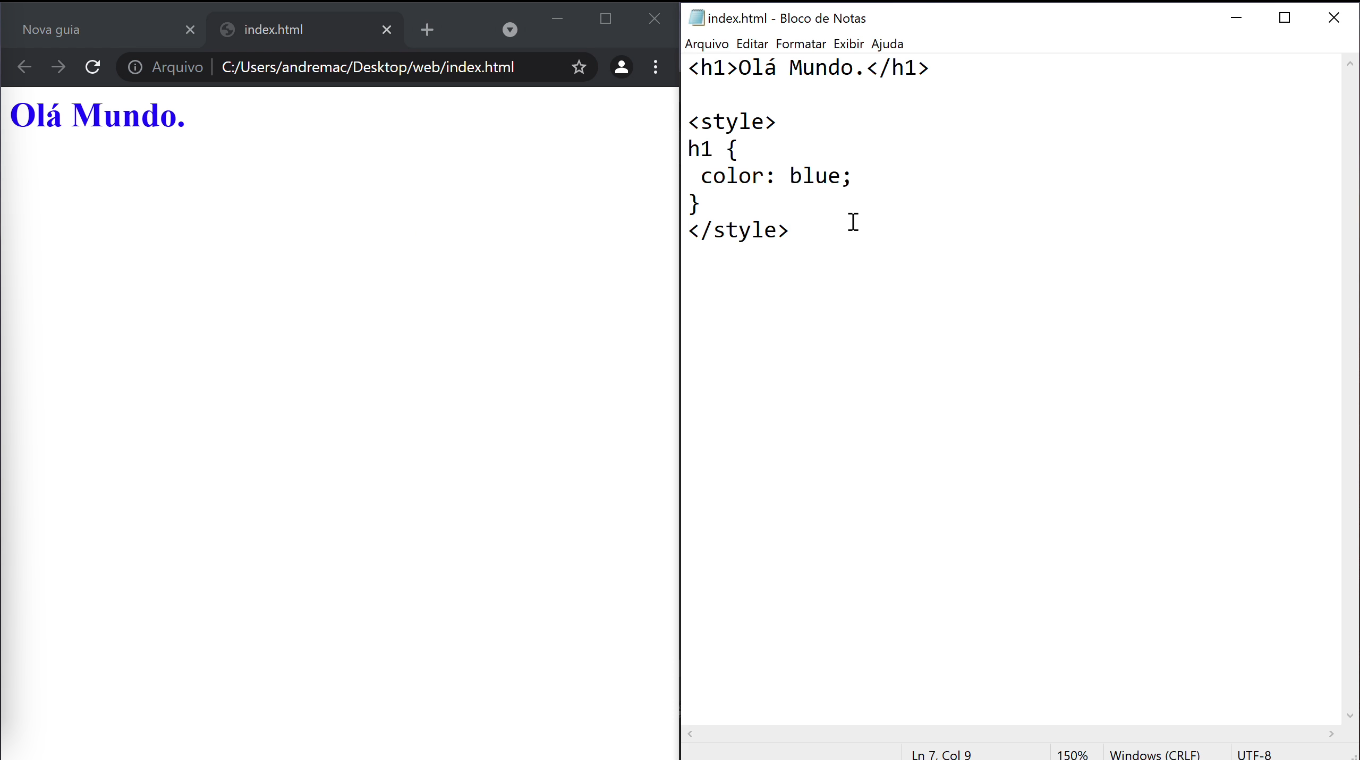 Nova guia
index.html
Arquivo | C:/Users/andremac/Desktop/web/index.html
Olá Mundo.
index.html - Bloco de Notas
Arquivo Editar Formatar Exibir Ajuda
<h1>Olá Mundo.</h1>
<style>
h1 {
color: blue;
}
</style>
Ln 7, Col 9
150%
Windows (CRLF)
UTF-8